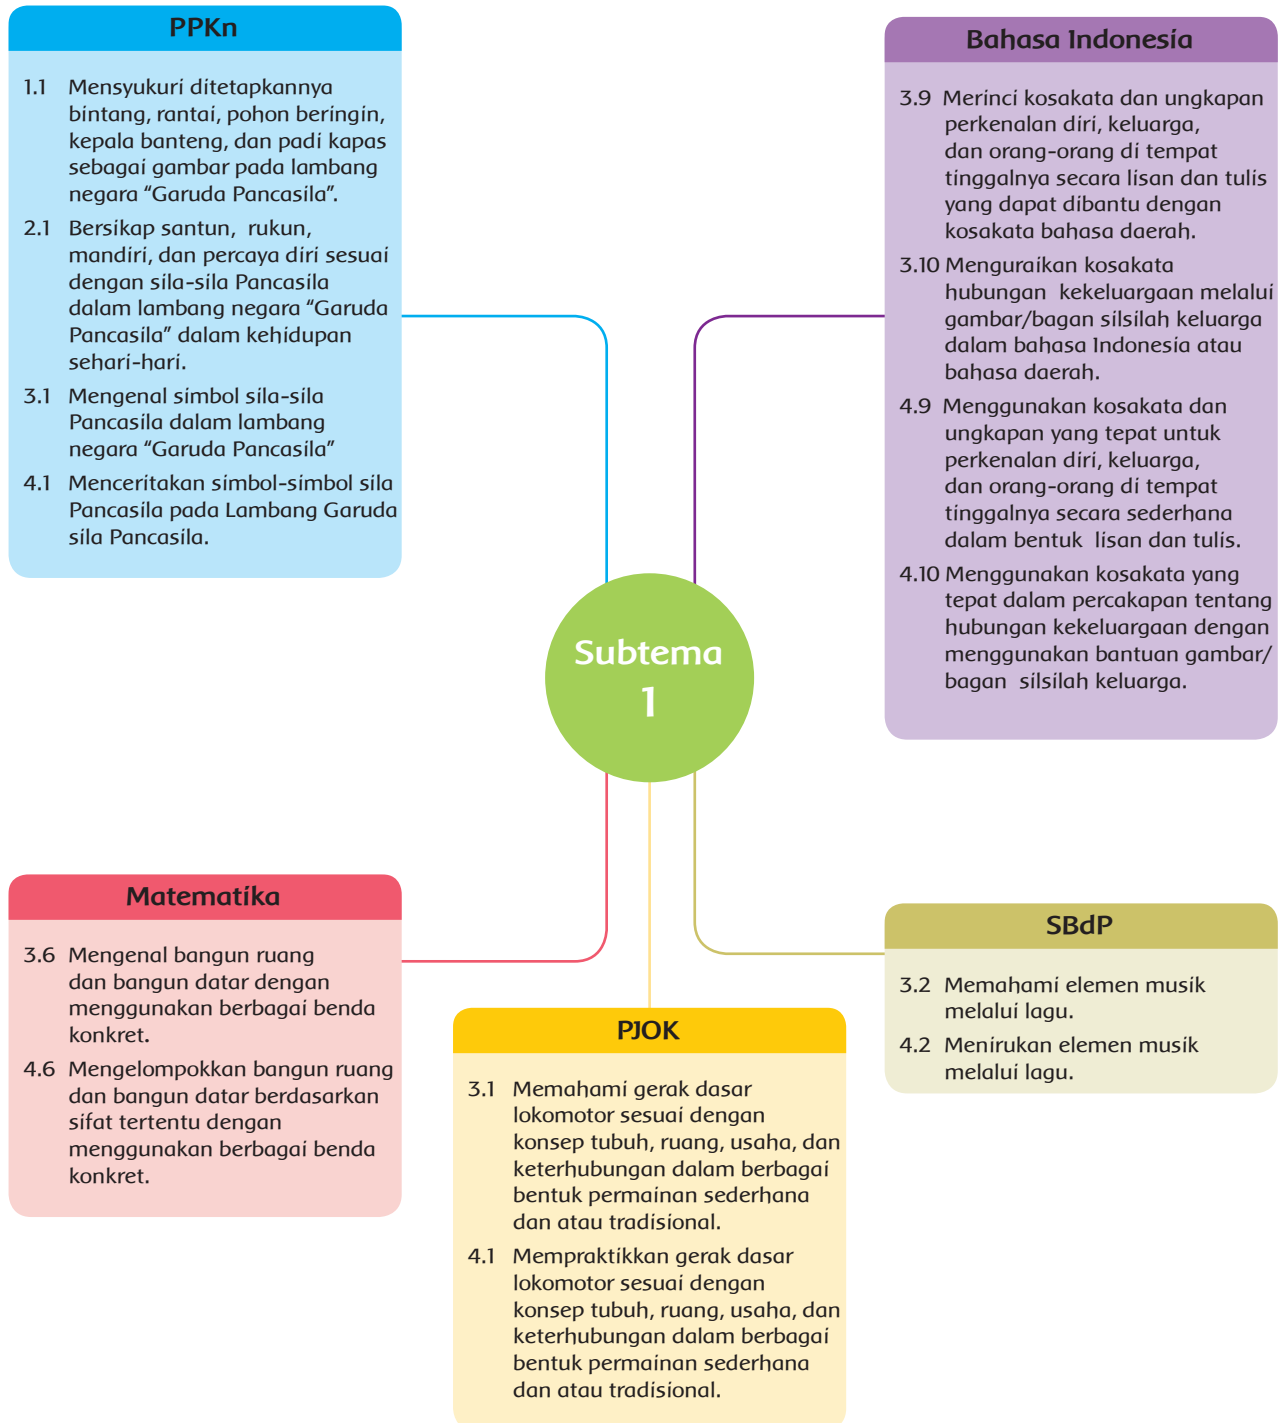 PPKn
1.1 Mensyukuri ditetapkannya
bintang, rantai, pohon beringin,
kepala banteng, dan padi kapas
sebagai gambar pada lambang
negara “Garuda Pancasila”.
2.1 Bersikap santun, rukun,
mandiri, dan percaya diri sesuai
dengan sila-sila Pancasila
dalam lambang negara “Garuda
Pancasila” dalam kehidupan
sehari-hari.
3.1 Mengenal simbol sila-sila
Pancasila dalam lambang
negara “Garuda Pancasila”
4.1 Menceritakan simbol-simbol sila
Pancasila pada Lambang Garuda
sila Pancasila.
Bahasa Indonesia
3.9 Merinci kosakata dan ungkapan
perkenalan diri, keluarga,
dan orang-orang di tempat
tinggalnya secara lisan dan tulis
yang dapat dibantu dengan
kosakata bahasa daerah.
3.10 Menguraikan kosakata
hubungan kekeluargaan melalui
gambar/bagan silsilah keluarga
dalam bahasa Indonesia atau
bahasa daerah.
4.9 Menggunakan kosakata dan
ungkapan yang tepat untuk
perkenalan diri, keluarga,
dan orang-orang di tempat
tinggalnya secara sederhana
dalam bentuk lisan dan tulis.
4.10 Menggunakan kosakata yang
tepat dalam percakapan tentang
hubungan kekeluargaan dengan
menggunakan bantuan gambar/
bagan silsilah keluarga.
Subtema
1
Matematika
3.6 Mengenal bangun ruang
dan bangun datar dengan
menggunakan berbagai benda
konkret.
4.6 Mengelompokkan bangun ruang
dan bangun datar berdasarkan
sifat tertentu dengan
menggunakan berbagai benda
konkret.
PJOK
3.1 Memahami gerak dasar
lokomotor sesuai dengan
konsep tubuh, ruang, usaha, dan
keterhubungan dalam berbagai
bentuk permainan sederhana
dan atau tradisional.
4.1 Mempraktikkan gerak dasar
lokomotor sesuai dengan
konsep tubuh, ruang, usaha, dan
keterhubungan dalam berbagai
bentuk permainan sederhana
dan atau tradisional.
SBdP
3.2 Memahami elemen musik
melalui lagu.
4.2 Menirukan elemen musik
melalui lagu.